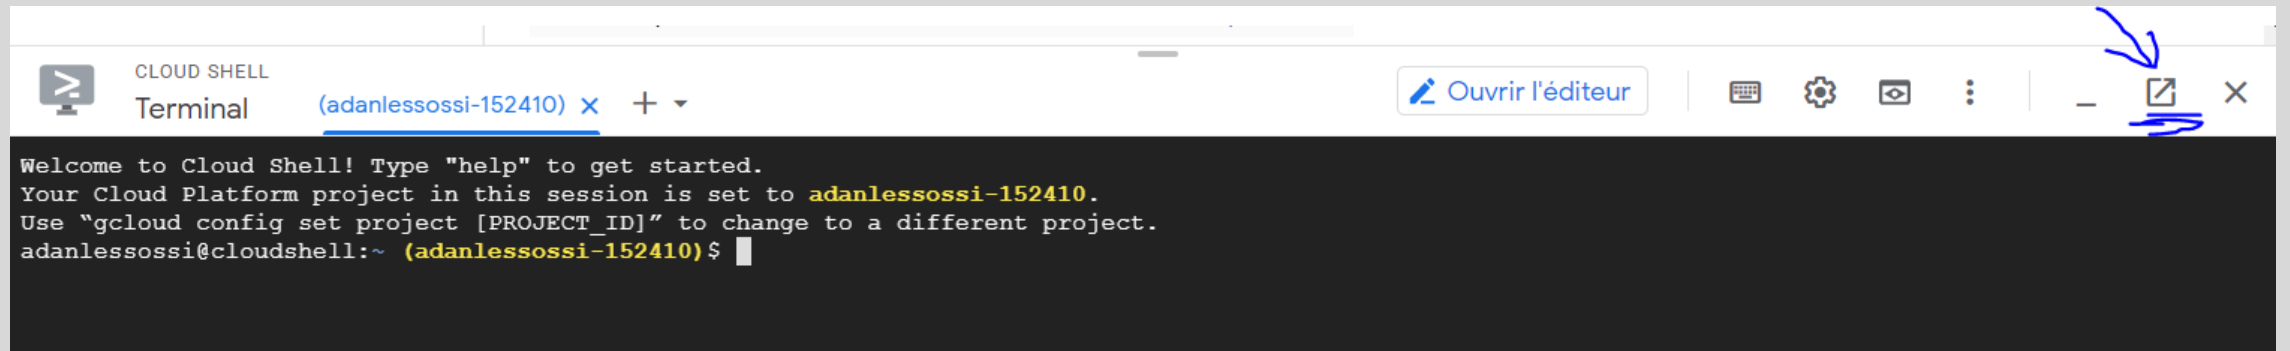 CLOUD SHELL
Terminal
(adanlessossi-152410)
Ouvrir l'éditeur
Welcome to Cloud Shell! Type "help" to get started.
Your Cloud Platform project in this session is set to adanlessossi-152410.
Use “gcloud config set project [PROJECT_ID]” to change to a different project.
adanlessossi@cloudshell:~ (adanlessossi-152410)$